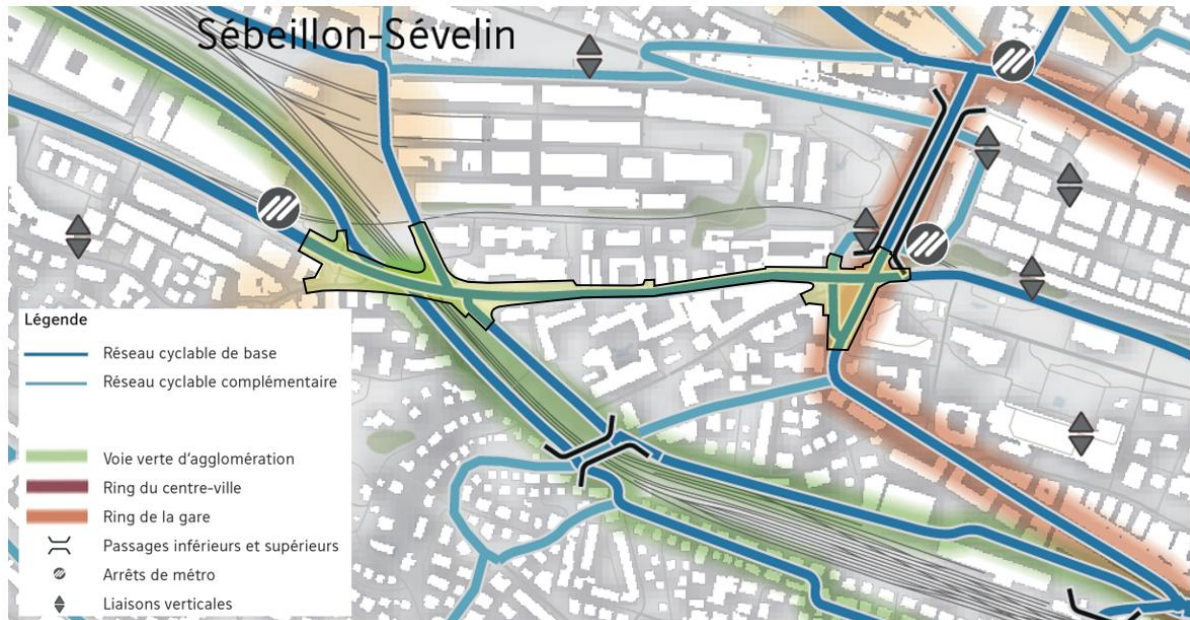 Sébeillon-Sévelin
Légende
Réseau cyclable de base
Réseau cyclable complémentaire
Voie verte d'agglomération
Ring du centre-ville
Ring de la gare
Passages inférieurs et supérieurs
Arrêts de métro
Liaisons verticales